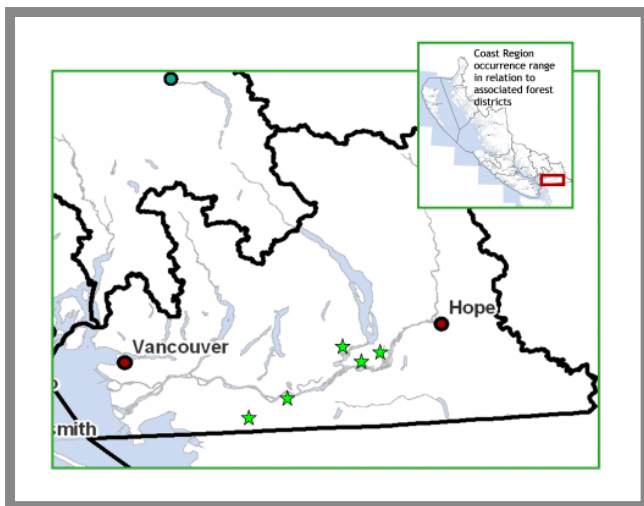 Coast Region
occurrence range
in relation to
associated forest
districts
Hope
Vancouver
smith